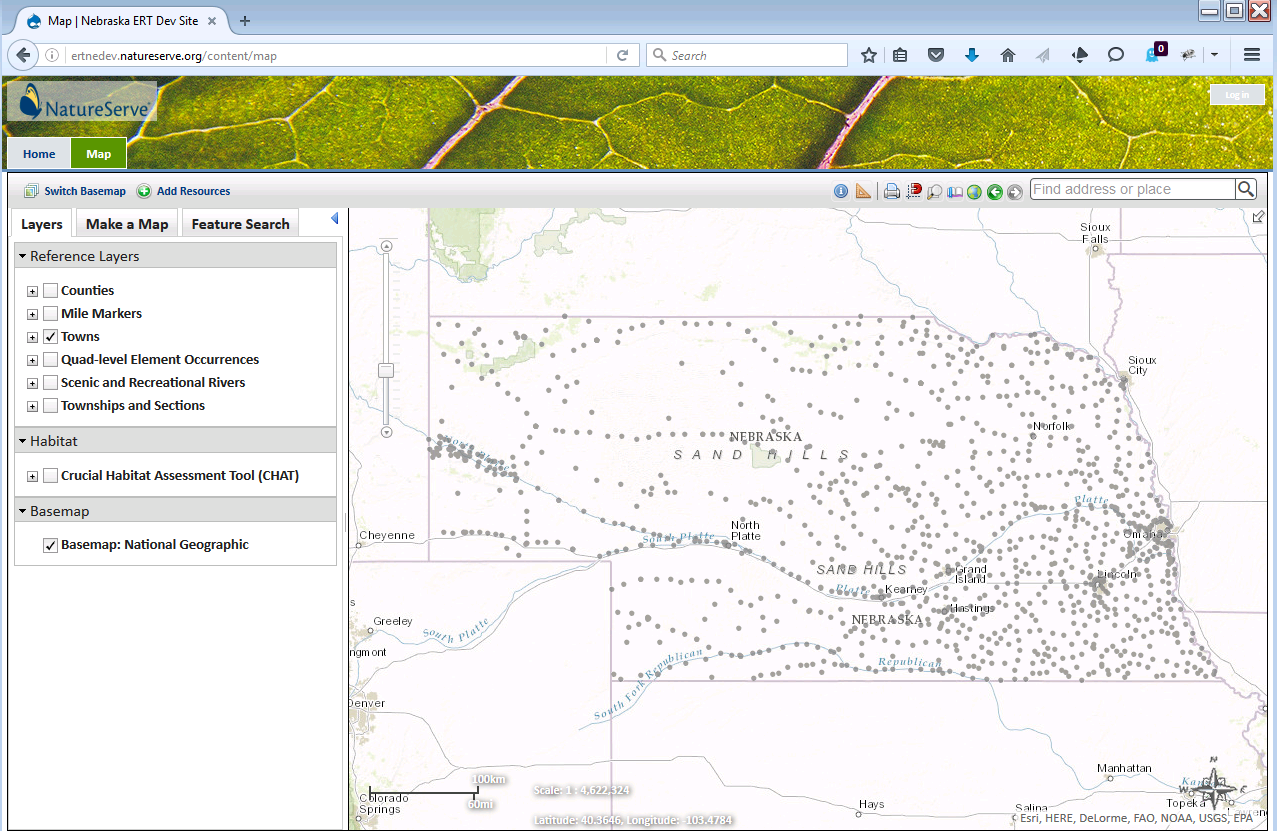 Map | Nebraska ERT Dev Site
ertnedev.natureserve.org/content/map
Search
0
NatureServe
Log in
Home
Map
Switch Basemap
Add Resources
Find address or place
Layers
Make a Map
Feature Search
Reference Layers
Counties
Mile Markers
Towns
Quad-level Element Occurrences
Scenic and Recreational Rivers
Townships and Sections
Habitat
Crucial Habitat Assessment Tool (CHAT)
Basemap
Basemap: National Geographic
Sioux
Falls
Sioux
City
Norfolk
NEBRASKA
SAND HILLS
North Platte
Platte
Omaha
Cheyenne
North
Platte
South Platte
SAND HILLS
Grand
Island
Lincoln
Platte
Kearney
Hastings
NEBRASKA
s
Greeley
South Platte
ngmont
Republican
South Fork Republican
Denver
Manhattan
N
W
E
Topeka
100km
60mi
Scale: 1 : 4,622,324
Colorado
Springs
Hays
Salina
Latitude: 40.3646, Longitude: -103.4784
Esri, HERE, DeLorme, FAO, NOAA, USGS, EPA